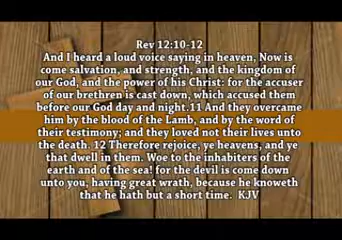 Rev 12:10-12
And I heard a loud voice saying in heaven, Now is
come salvation, and strength, and the kingdom of
our God, and the power of his Christ: for the accuser
of our brethren is cast down, which accused them
before our God day and night.11 And they overcame
him by the blood of the Lamb, and by the word of
their testimony; and they loved not their lives unto
the death. 12 Therefore rejoice, ye heavens, and ye
that dwell in them. Woe to the inhabiters of the
earth and of the sea! for the devil is come down
unto you, having great wrath, because he knoweth
that he hath but a short time. KJV